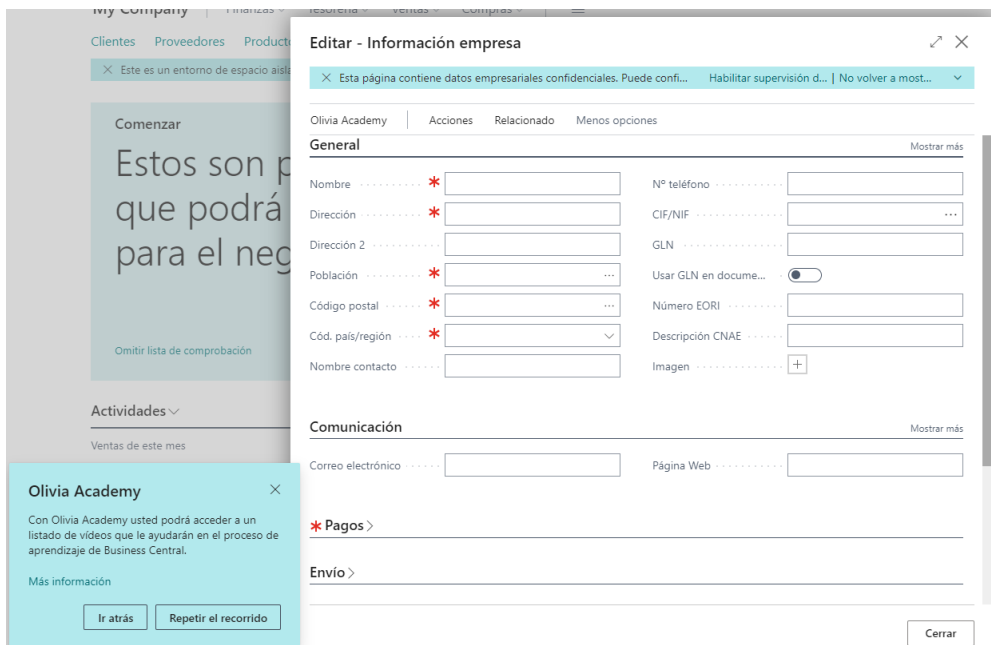 My Company | Finanzas Tesorería Ventas Compras
Clientes Proveedores Product
Este es un entorno de espacio aisla
Comenzar
Estos son p
que podrá
para el neg
Omitir lista de comprobación
Actividades
Ventas de este mes
Olivia Academy
Con Olivia Academy usted podrá acceder a un
listado de vídeos que le ayudarán en el proceso de
aprendizaje de Business Central.
Más información
Ir atrás Repetir el recorrido
Editar - Información empresa
Esta página contiene datos empresariales confidenciales. Puede confi... Habilitar supervisión d... | No volver a most...
Olivia Academy | Acciones Relacionado Menos opciones
General Mostrar más
Nombre * Nº teléfono
Dirección * CIF/NIF ...
Dirección 2 GLN
Población * ... Usar GLN en docume...
Código postal * ... Número EORI
Cód. país/región * Descripción CNAE
Nombre contacto Imagen +
Comunicación Mostrar más
Correo electrónico Página Web
* Pagos >
Envío >
Cerrar